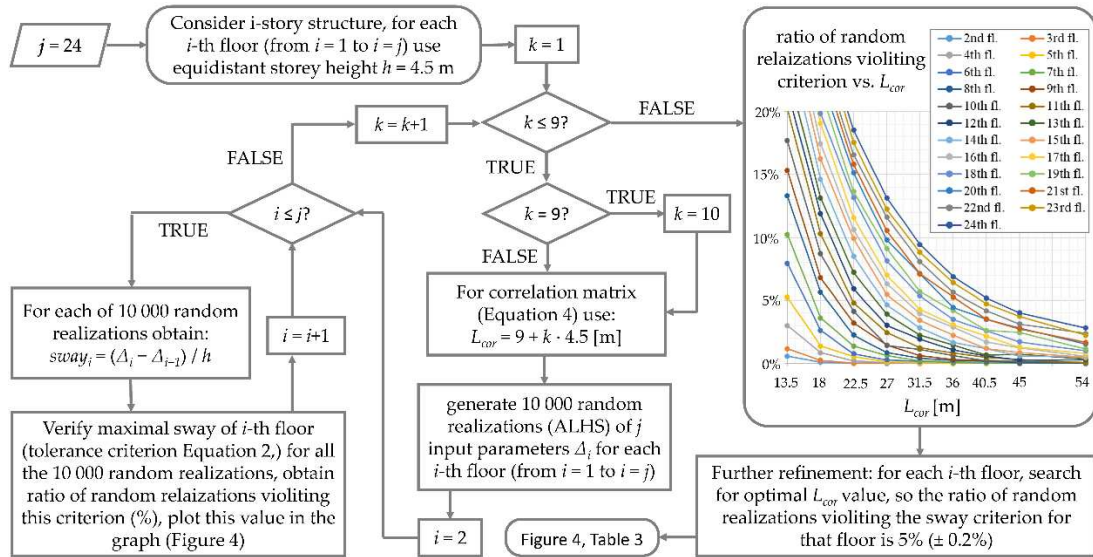 j = 24
Consider i-story structure, for each
i-th floor (from i = 1 to i = j) use
equidistant storey height h = 4.5 m
k = 1
k = k+1
k ≤ 9?
FALSE
TRUE
k = 9?
TRUE
k = 10
FALSE
For correlation matrix
(Equation 4) use:
L_cor = 9 + k · 4.5 [m]
generate 10 000 random
realizations (ALHS) of j
input parameters Δ_i for each
i-th floor (from i = 1 to i = j)
i = 2
FALSE
i ≤ j?
TRUE
For each of 10 000 random
realizations obtain:
sway_i = (Δ_i − Δ_i−1) / h
i = i+1
Verify maximal sway of i-th floor
(tolerance criterion Equation 2,) for all
the 10 000 random realizations, obtain
ratio of random relaizations violiting
this criterion (%), plot this value in the
graph (Figure 4)
ratio of random
relaizations violiting
criterion vs. L_cor
2nd fl. 3rd fl.
4th fl. 5th fl.
6th fl. 7th fl.
8th fl. 9th fl.
10th fl. 11th fl.
12th fl. 13th fl.
14th fl. 15th fl.
16th fl. 17th fl.
18th fl. 19th fl.
20th fl. 21st fl.
22nd fl. 23rd fl.
24th fl.
20%
15%
10%
5%
0%
13.5 18 22.5 27 31.5 36 40.5 45 54
L_cor [m]
Further refinement: for each i-th floor, search
for optimal L_cor value, so the ratio of random
realizations violiting the sway criterion for
that floor is 5% (± 0.2%)
Figure 4, Table 3